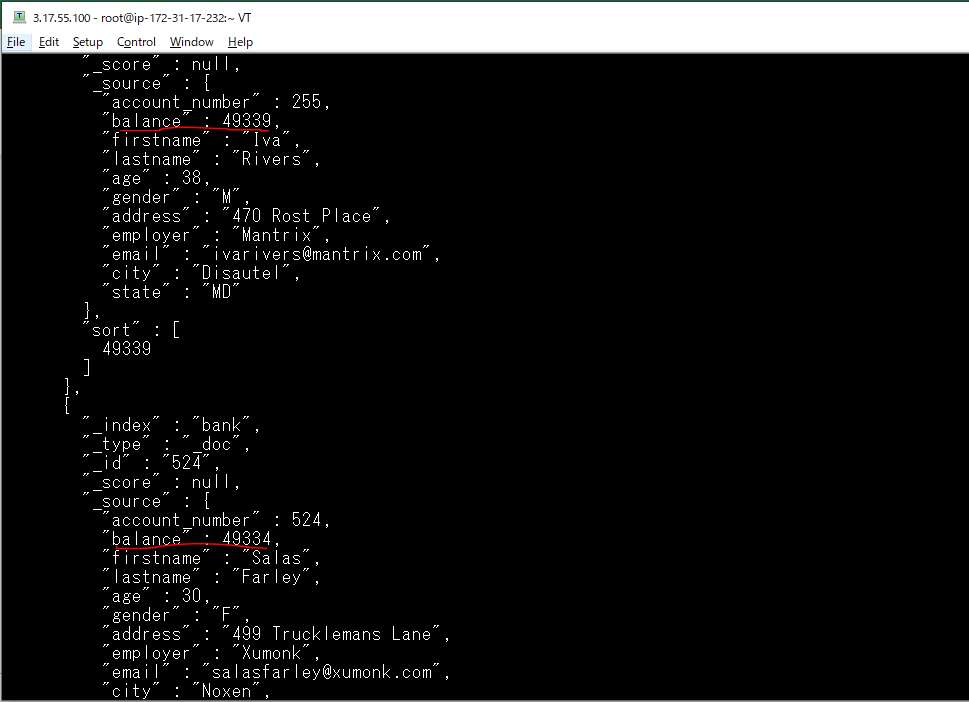 3.17.55.100 - root@ip-172-31-17-232:~ VT
File Edit Setup Control Window Help
"_score" : null,
"_source" : {
"account_number" : 255,
"balance" : 49339,
"firstname" : "Iva",
"lastname" : "Rivers",
"age" : 38,
"gender" : "M",
"address" : "470 Rost Place",
"employer" : "Mantrix",
"email" : "ivarivers@mantrix.com",
"city" : "Disautel",
"state" : "MD"
},
"sort" : [
49339
]
},
{
"_index" : "bank",
"_type" : "_doc",
"_id" : "524",
"_score" : null,
"_source" : {
"account_number" : 524,
"balance" : 49334,
"firstname" : "Salas",
"lastname" : "Farley",
"age" : 30,
"gender" : "F",
"address" : "499 Trucklemans Lane",
"employer" : "Xumonk",
"email" : "salasfarley@xumonk.com",
"city" : "Noxen",